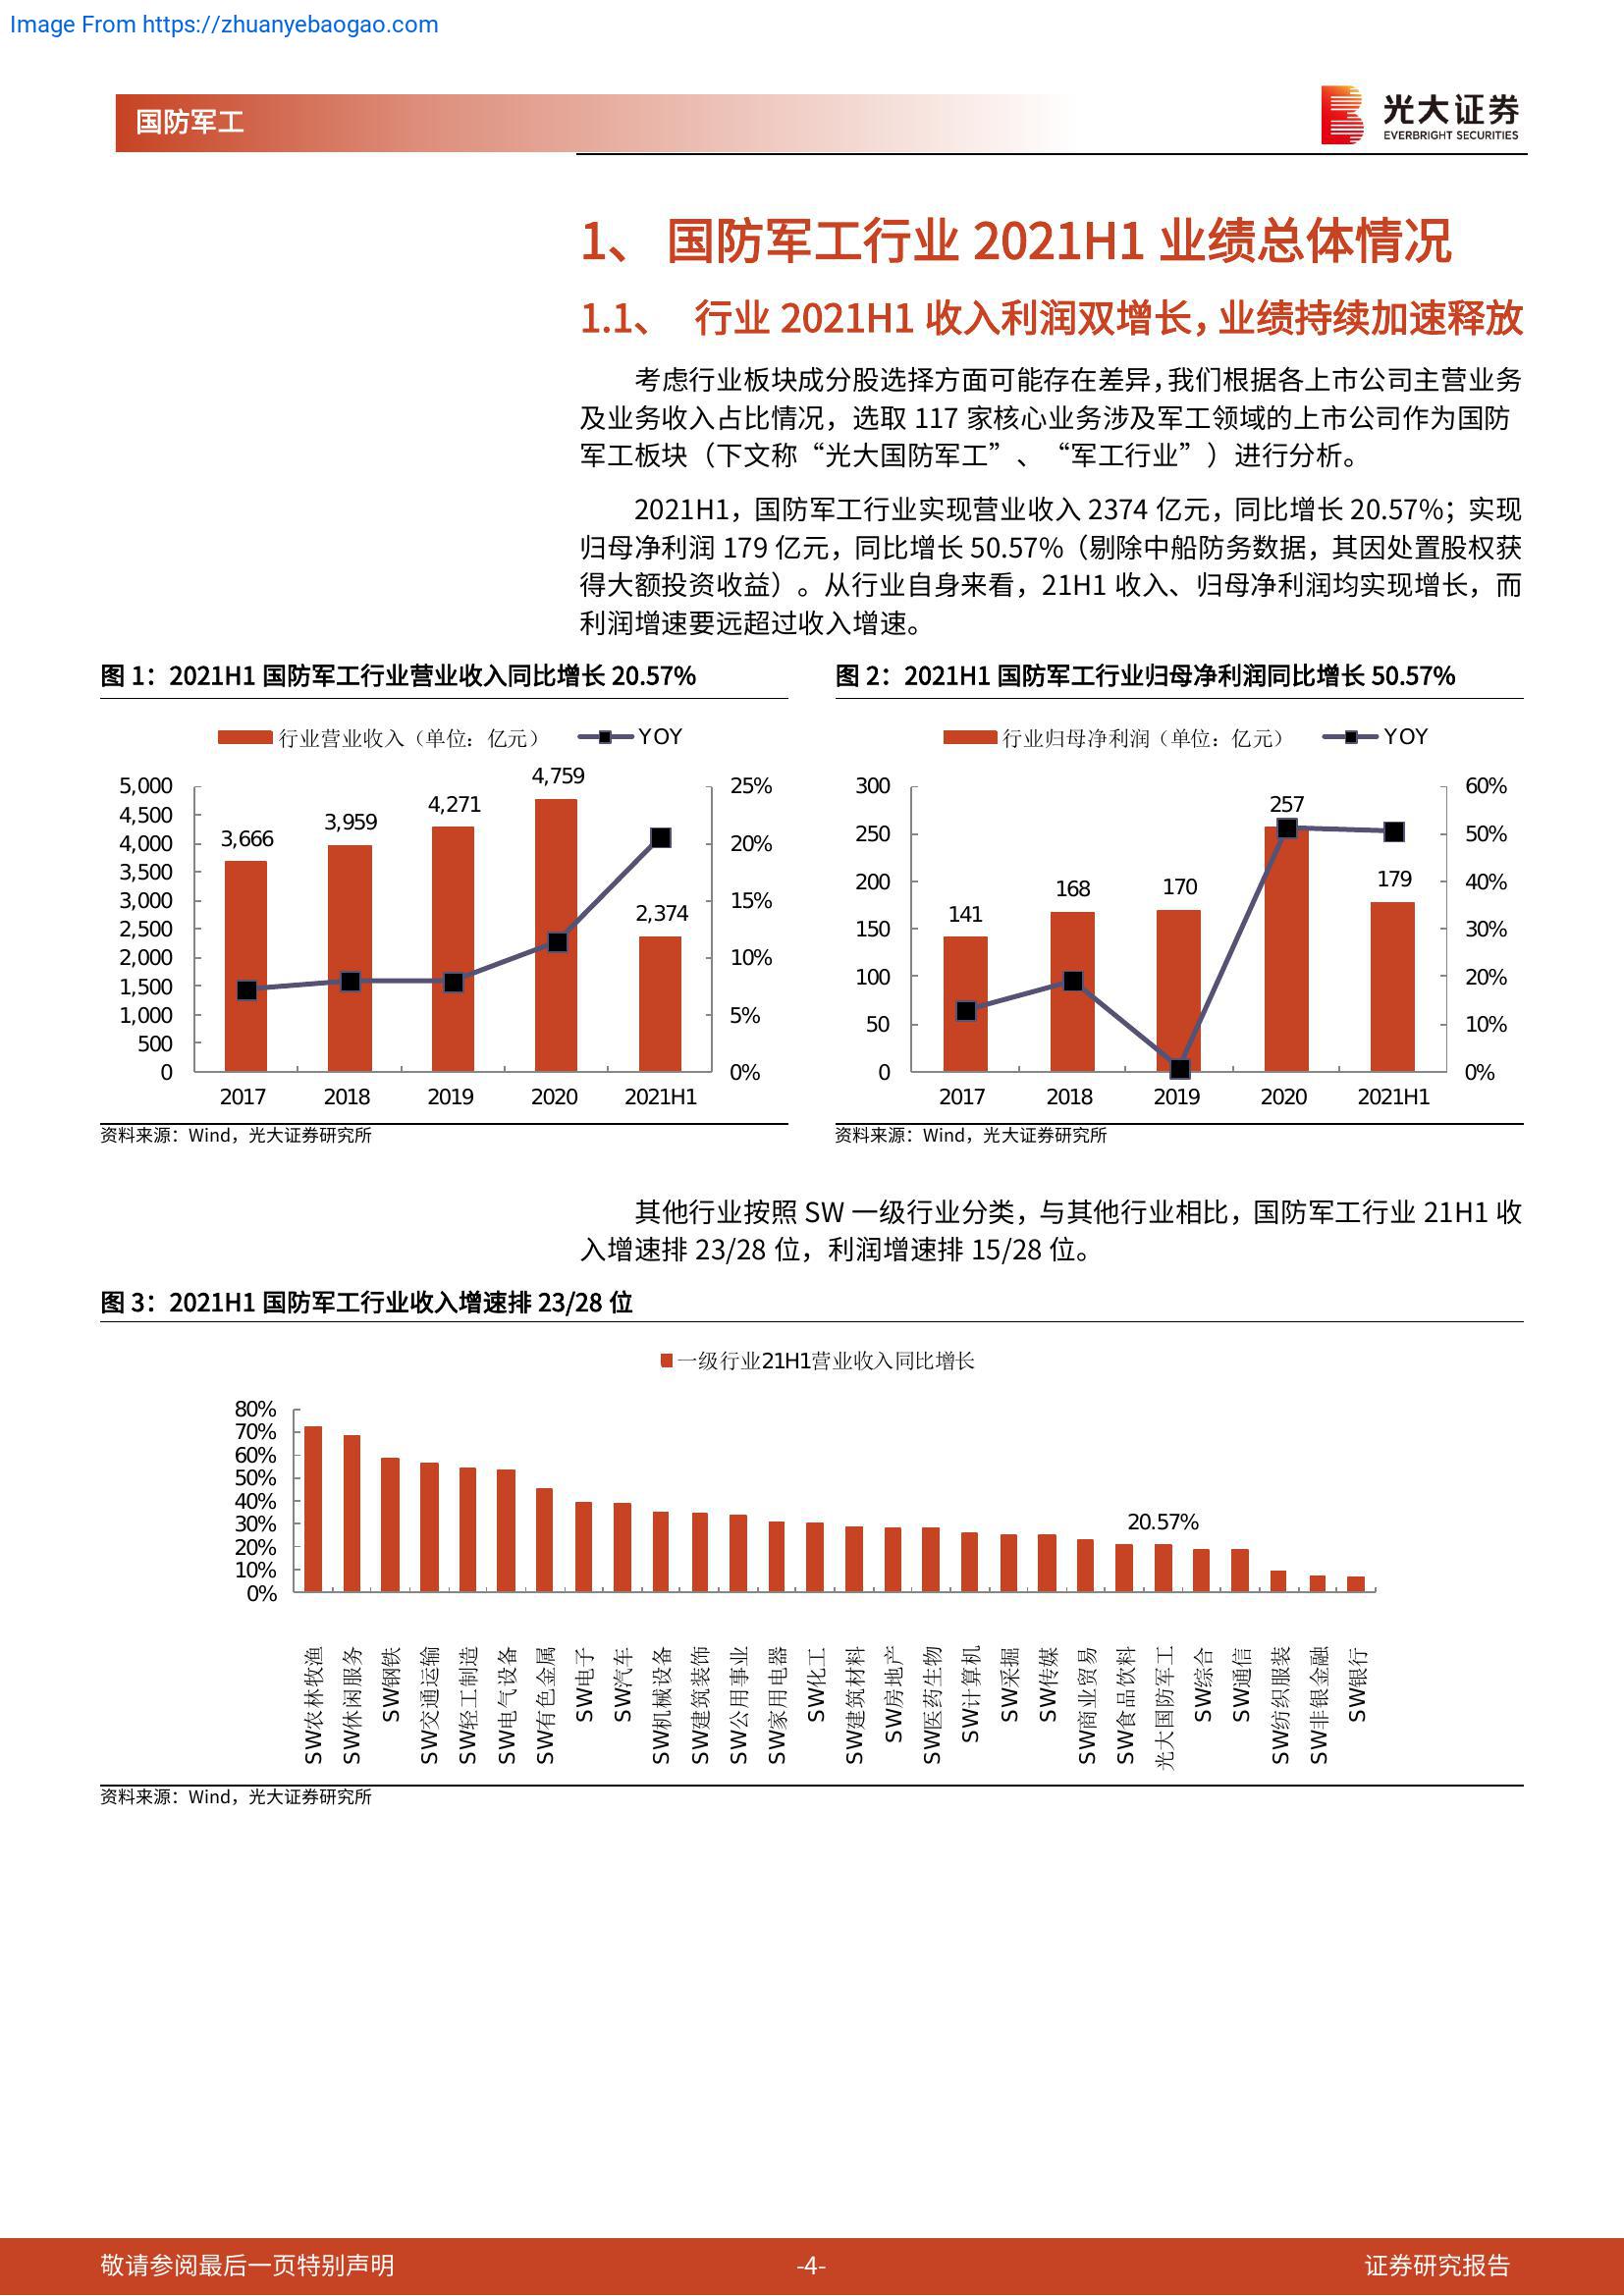 Image From https://zhuanyebaogao.com
国防军工
光大证券
EVERBRIGHT SECURITIES
1、 国防军工行业 2021H1 业绩总体情况
1.1、 行业 2021H1 收入利润双增长，业绩持续加速释放
考虑行业板块成分股选择方面可能存在差异，我们根据各上市公司主营业务
及业务收入占比情况，选取 117 家核心业务涉及军工领域的上市公司作为国防
军工板块（下文称“光大国防军工”、“军工行业”）进行分析。
2021H1，国防军工行业实现营业收入 2374 亿元，同比增长 20.57%；实现
归母净利润 179 亿元，同比增长 50.57%（剔除中船防务数据，其因处置股权获
得大额投资收益）。从行业自身来看，21H1 收入、归母净利润均实现增长，而
利润增速要远超过收入增速。
图 1：2021H1 国防军工行业营业收入同比增长 20.57%
行业营业收入（单位：亿元） YOY
5,000
4,500
4,000
3,500
3,000
2,500
2,000
1,500
1,000
500
0
3,666
3,959
4,271
4,759
2,374
25%
20%
15%
10%
5%
0%
2017 2018 2019 2020 2021H1
资料来源：Wind，光大证券研究所
图 2：2021H1 国防军工行业归母净利润同比增长 50.57%
行业归母净利润（单位：亿元） YOY
300
250
200
150
100
50
0
141
168
170
257
179
60%
50%
40%
30%
20%
10%
0%
2017 2018 2019 2020 2021H1
资料来源：Wind，光大证券研究所
其他行业按照 SW 一级行业分类，与其他行业相比，国防军工行业 21H1 收
入增速排 23/28 位，利润增速排 15/28 位。
图 3：2021H1 国防军工行业收入增速排 23/28 位
一级行业21H1营业收入同比增长
80%
70%
60%
50%
40%
30%
20%
10%
0%
20.57%
SW农林牧渔
SW休闲服务
SW钢铁
SW交通运输
SW轻工制造
SW电气设备
SW有色金属
SW电子
SW汽车
SW机械设备
SW建筑装饰
SW公用事业
SW家用电器
SW化工
SW建筑材料
SW房地产
SW医药生物
SW计算机
SW采掘
SW传媒
SW商业贸易
SW食品饮料
光大国防军工
SW综合
SW通信
SW纺织服装
SW非银金融
SW银行
资料来源：Wind，光大证券研究所
敬请参阅最后一页特别声明
-4-
证券研究报告